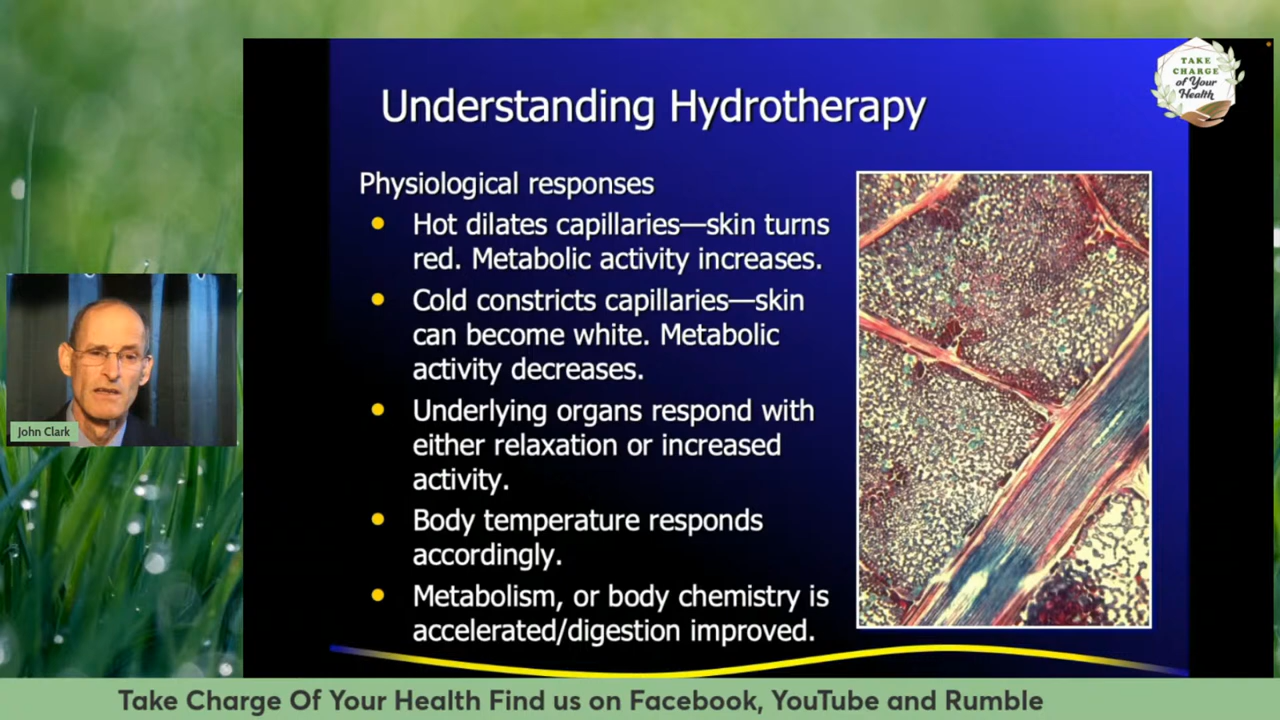 TAKE
CHARGE
of Your
Health
Understanding Hydrotherapy
Physiological responses
• Hot dilates capillaries—skin turns
red. Metabolic activity increases.
• Cold constricts capillaries—skin
can become white. Metabolic
activity decreases.
• Underlying organs respond with
either relaxation or increased
activity.
• Body temperature responds
accordingly.
• Metabolism, or body chemistry is
accelerated/digestion improved.
John Clark
Take Charge Of Your Health Find us on Facebook, YouTube and Rumble